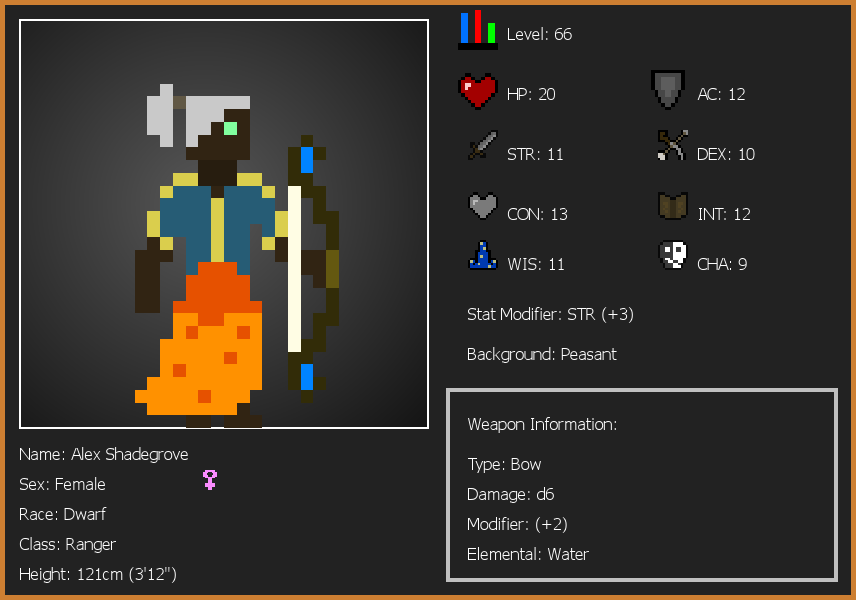 Level: 66
HP: 20
AC: 12
STR: 11
DEX: 10
CON: 13
INT: 12
WIS: 11
CHA: 9
Stat Modifier: STR (+3)
Background: Peasant
Weapon Information:
Type: Bow
Damage: d6
Modifier: (+2)
Elemental: Water
Name: Alex Shadegrove
Sex: Female
Race: Dwarf
Class: Ranger
Height: 121cm (3'12")